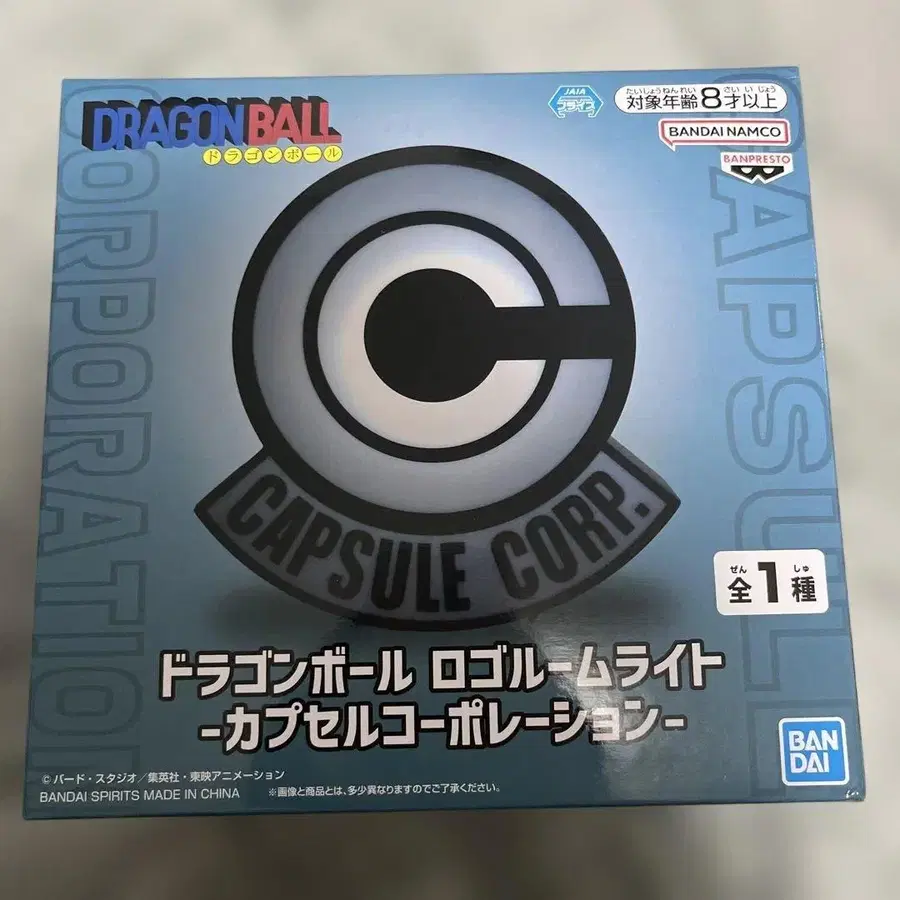 DRAGON BALL
ドラゴンボール
JAIA
プライズ
たいしょうねんれい さいいじょう
対象年齢8才以上
BANDAI NAMCO
BANPRESTO
CORPORATION
CAPSULE
CAPSULE CORP.
ぜん しゅ
全1種
ドラゴンボール ロゴルームライト
-カプセルコーポレーション-
©バード・スタジオ/集英社・東映アニメーション
BANDAI SPIRITS MADE IN CHINA
※画像と商品とは、多少異なりますのでご了承ください。
BAN
DAI